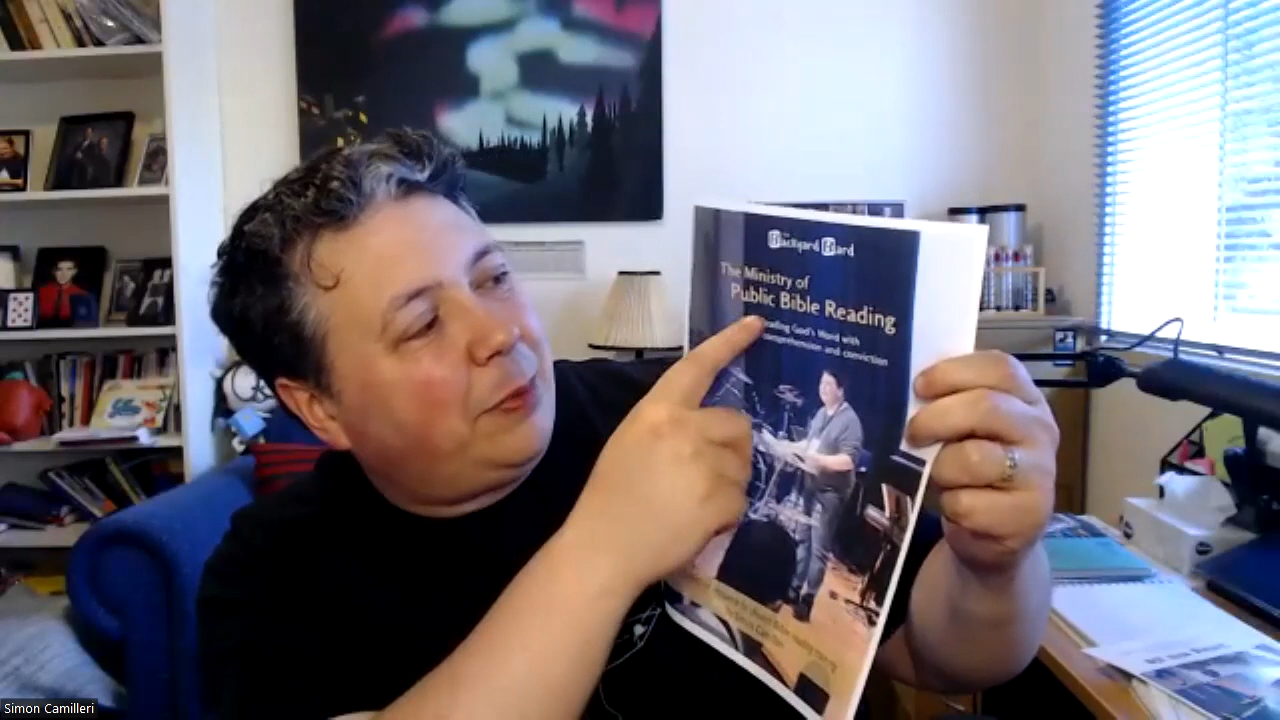 The
Backyard Bard
The Ministry of
Public Bible Reading
Reading God's Word with
comprehension and conviction
Simon Camilleri